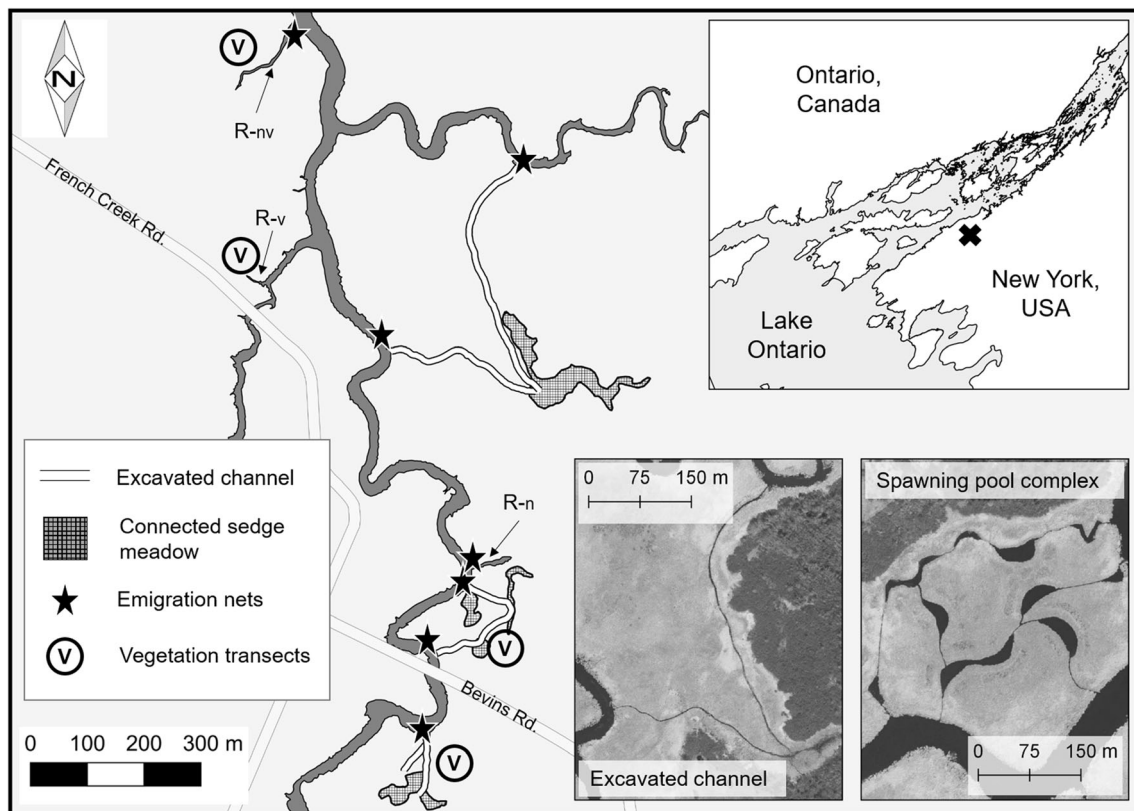 N
V
R-nv
French Creek Rd.
R-v
V
Ontario,
Canada
New York,
USA
Lake
Ontario
Excavated channel
Connected sedge
meadow
Emigration nets
V
Vegetation transects
R-n
V
Bevins Rd.
V
0 100 200 300 m
0 75 150 m
Excavated channel
Spawning pool complex
0 75 150 m